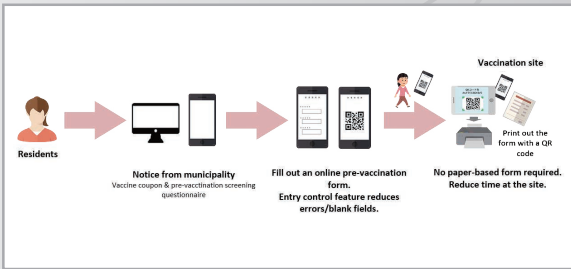 Residents
Notice from municipality
Vaccine coupon & pre-vacctination screening
questionnaire
Fill out an online pre-vaccination
form.
Entry control feature reduces
errors/blank fields.
Vaccination site
Print out the
form with a QR
code
No paper-based form required.
Reduce time at the site.